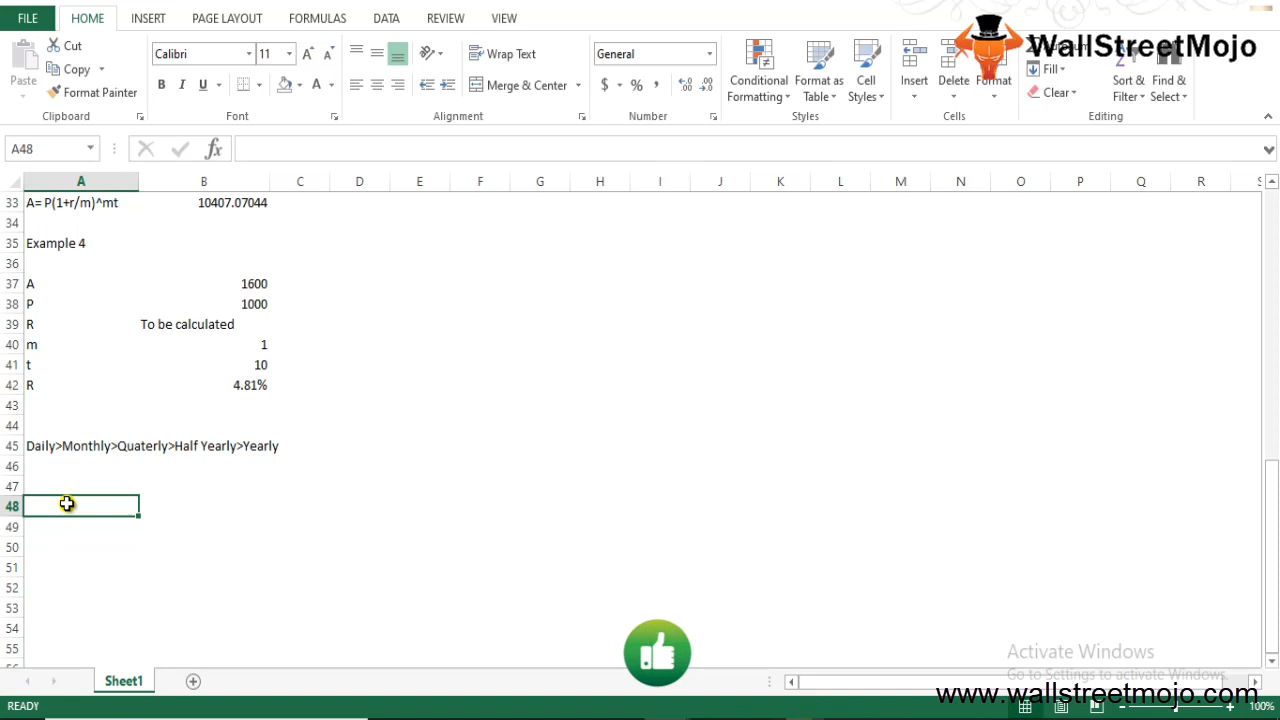 FILE HOME INSERT PAGE LAYOUT FORMULAS DATA REVIEW VIEW
WallStreetMojo
Paste
Cut
Copy
Format Painter
Clipboard
Calibri 11
B I U
Font
Wrap Text
Merge & Center
Alignment
General
$ % ,
Number
Conditional Formatting
Format as Table
Cell Styles
Styles
Insert Delete Format
Cells
Fill
Clear
Sort & Filter
Find & Select
Editing
A48
fx
A B C D E F G H I J K L M N O P Q R S
33 A= P(1+r/m)^mt 10407.07044
34
35 Example 4
36
37 A 1600
38 P 1000
39 R To be calculated
40 m 1
41 t 10
42 R 4.81%
43
44
45 Daily>Monthly>Quaterly>Half Yearly>Yearly
46
47
48
49
50
51
52
53
54
55
Activate Windows
Go to Settings to activate Windows.
Sheet1
www.wallstreetmojo.com
READY
100%